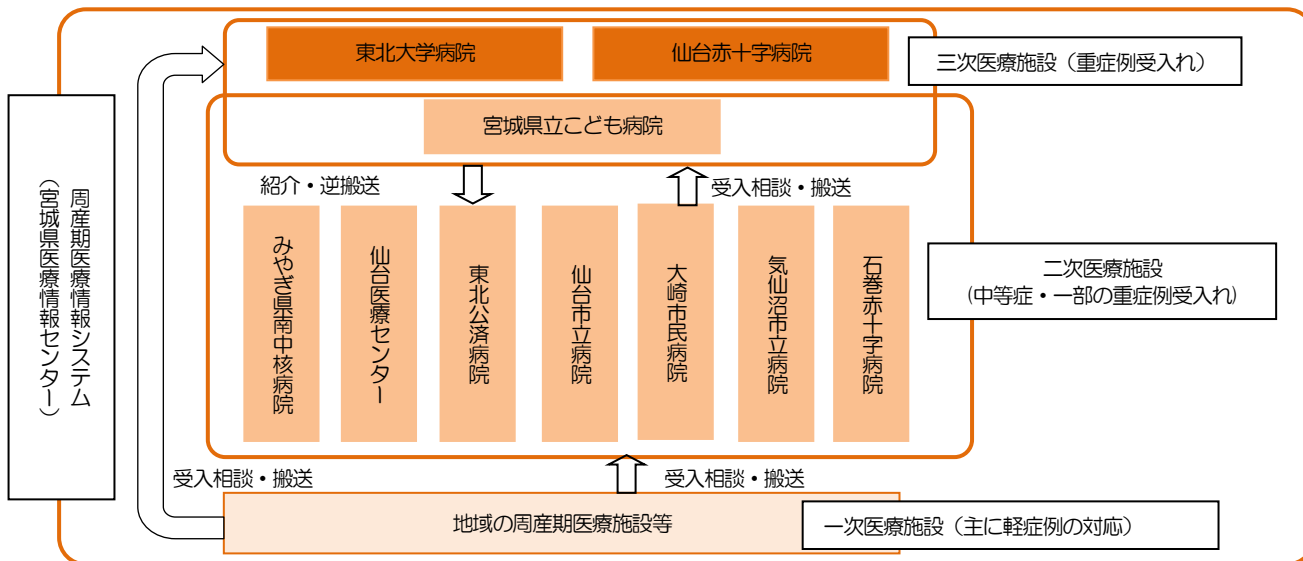 東北大学病院
仙台赤十字病院
三次医療施設（重症例受入れ）
宮城県立こども病院
紹介・逆搬送
受入相談・搬送
周産期医療情報システム
（宮城県医療情報センター）
みやぎ県南中核病院
仙台医療センター
東北公済病院
仙台市立病院
大崎市民病院
気仙沼市立病院
石巻赤十字病院
二次医療施設
(中等症・一部の重症例受入れ)
受入相談・搬送
受入相談・搬送
地域の周産期医療施設等
一次医療施設（主に軽症例の対応）